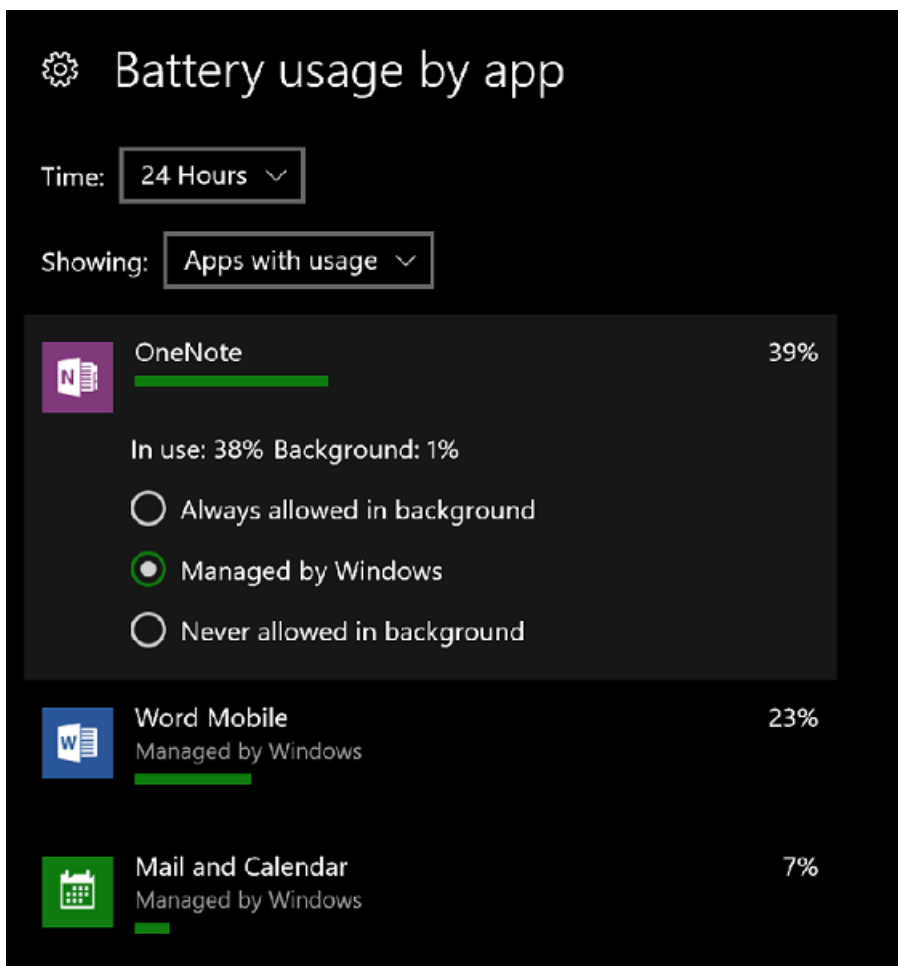 Battery usage by app
Time: 24 Hours
Showing: Apps with usage
N
OneNote 39%
In use: 38% Background: 1%
Always allowed in background
Managed by Windows
Never allowed in background
W
Word Mobile 23%
Managed by Windows
Mail and Calendar 7%
Managed by Windows